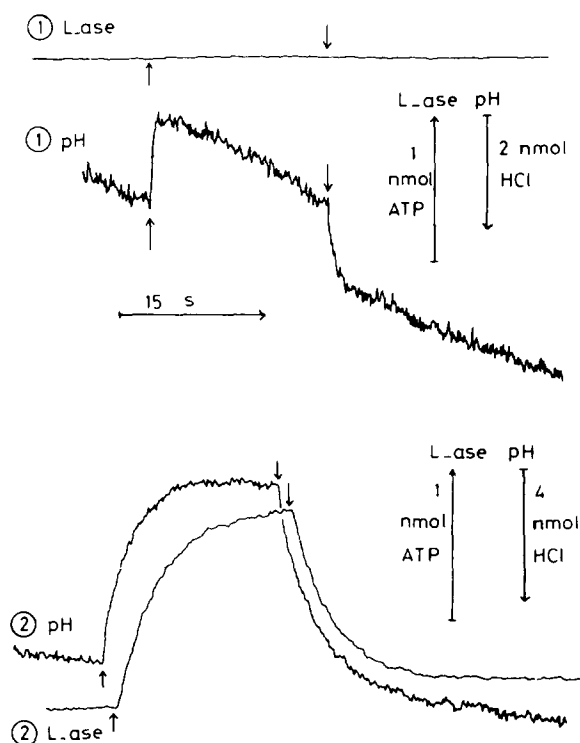 ① L_ase
L_ase pH
① pH
1 2 nmol
nmol HCl
ATP
15 s
L_ase pH
1 4
nmol nmol
ATP HCl
② pH
② L_ase